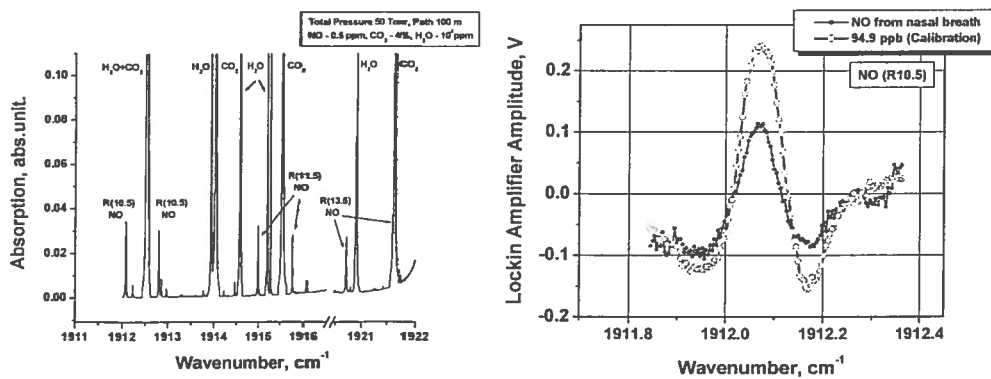 Total Pressure 50 Torr, Path 100 m
NO - 0.5 ppm, CO₂ - 4%, H₂O - 10⁴ ppm
H₂O+CO₂
H₂O
CO₂
H₂O
CO₂
H₂O
CO₂
R(10.5)
NO
R(10.5)
NO
NO
R(13.5)
NO
0.10
0.08
0.06
0.04
0.02
0.00
Absorption, abs.unit.
1911
1912
1913
1914
1915
1916
1921
1922
Wavenumber, cm⁻¹
NO from nasal breath
94.9 ppb (Calibration)
NO (R10.5)
0.2
0.1
0.0
-0.1
-0.2
Lockin Amplifier Amplitude, V
1911.8
1912.0
1912.2
1912.4
Wavenumber, cm⁻¹